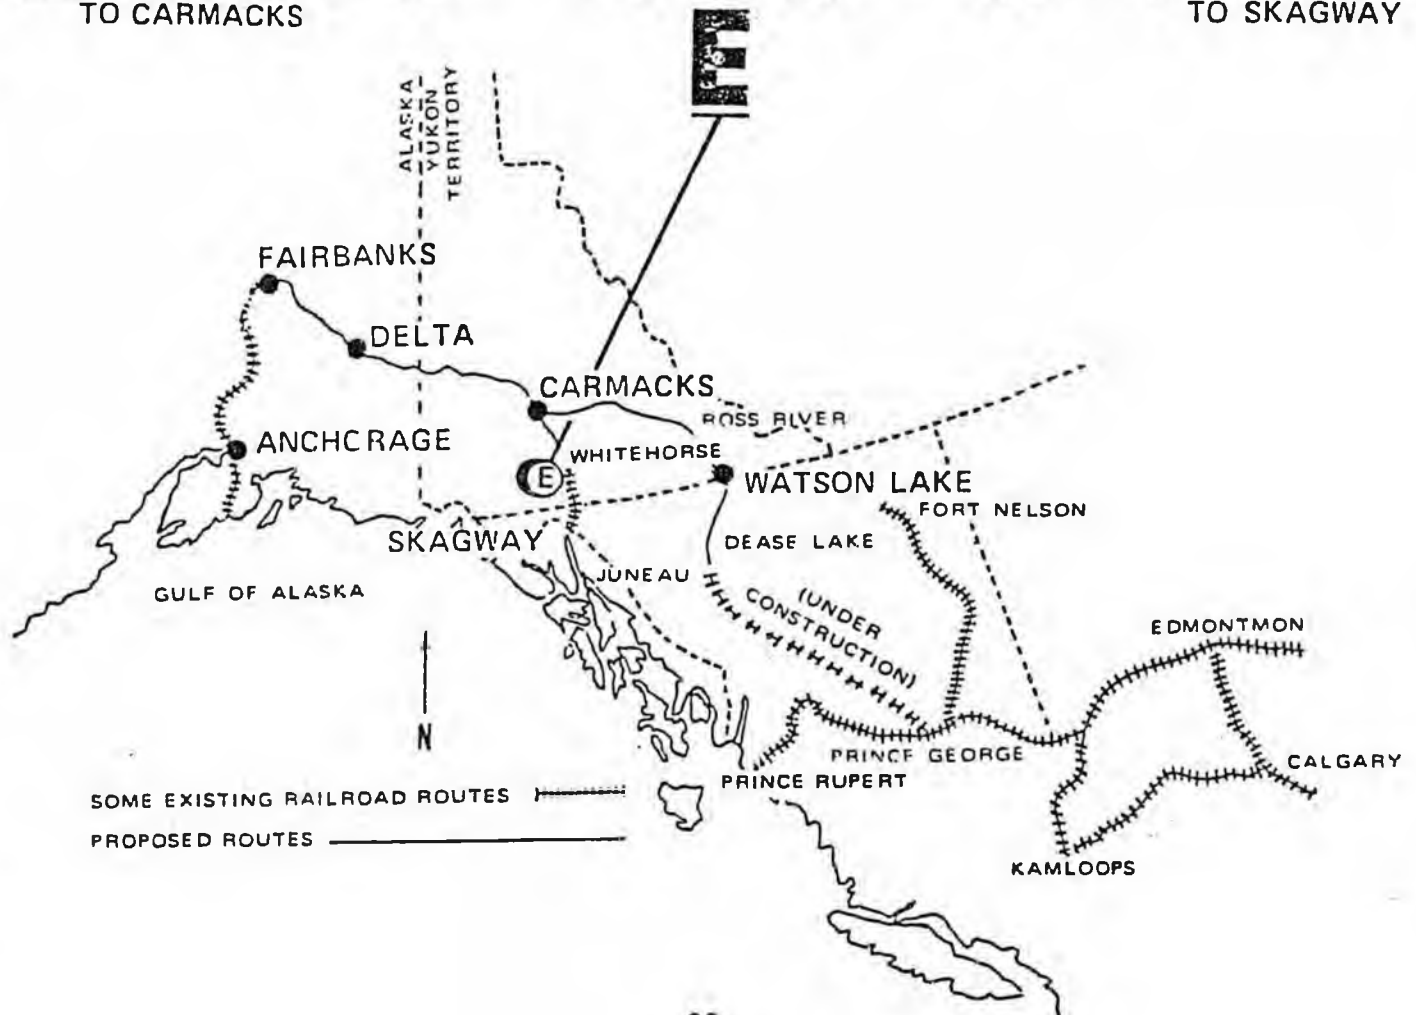 TO CARMACKS
TO SKAGWAY
E
ALASKA
YUKON
TERRITORY
FAIRBANKS
DELTA
CARMACKS
ROSS RIVER
ANCHCRAGE
WHITEHORSE
E
WATSON LAKE
FORT NELSON
SKAGWAY
DEASE LAKE
JUNEAU
GULF OF ALASKA
(UNDER
CONSTRUCTION)
EDMONTMON
N
PRINCE GEORGE
CALGARY
PRINCE RUPERT
SOME EXISTING RAILROAD ROUTES
PROPOSED ROUTES
KAMLOOPS